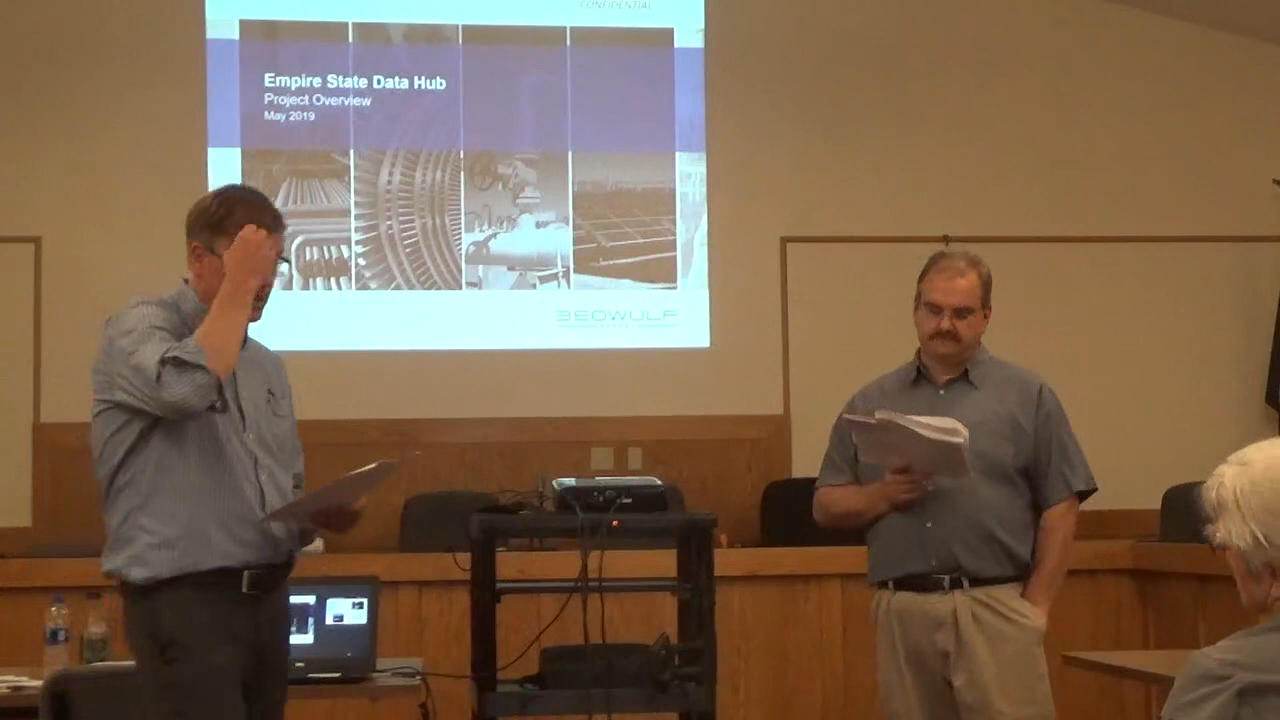 CONFIDENTIAL
Empire State Data Hub
Project Overview
May 2019
BEOWULF